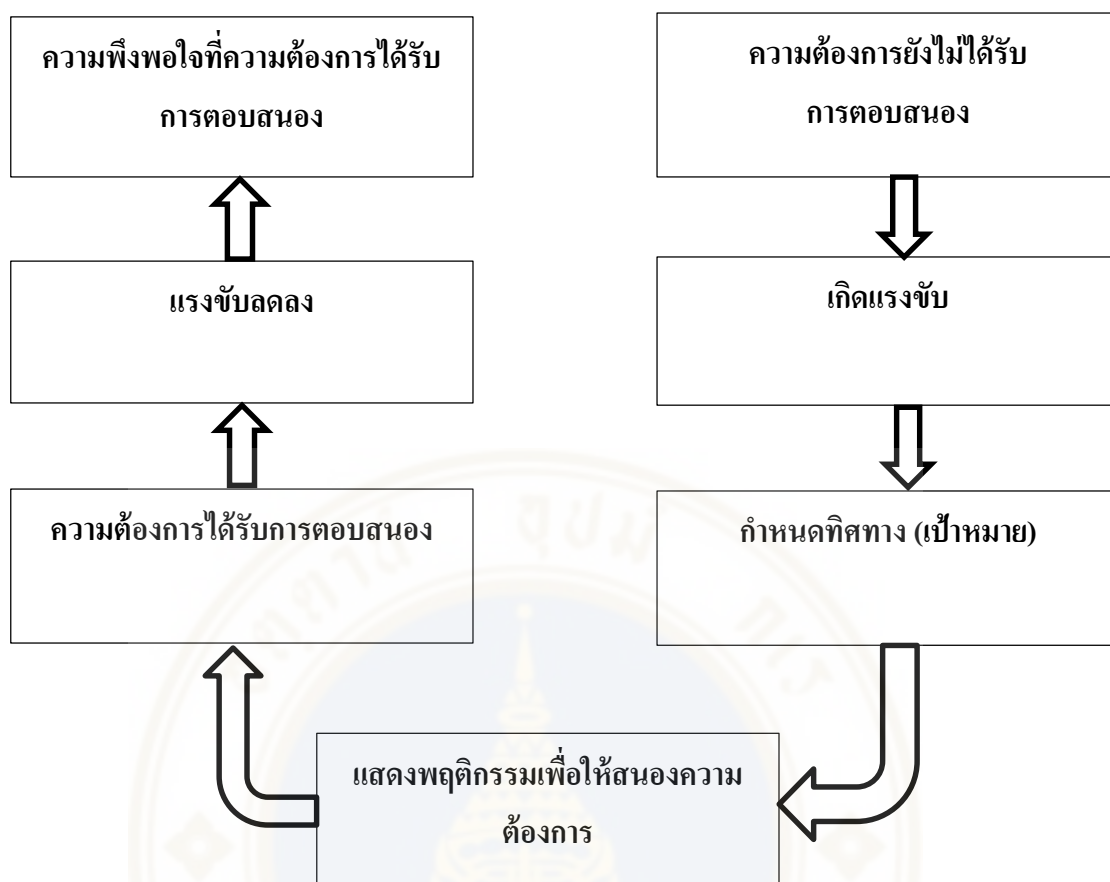 ความพึงพอใจที่ความต้องการได้รับ
การตอบสนอง
ความต้องการยังไม่ได้รับ
การตอบสนอง
แรงขับลดลง
เกิดแรงขับ
ความต้องการได้รับการตอบสนอง
กำหนดทิศทาง (เป้าหมาย)
แสดงพฤติกรรมเพื่อให้สนองความ
ต้องการ